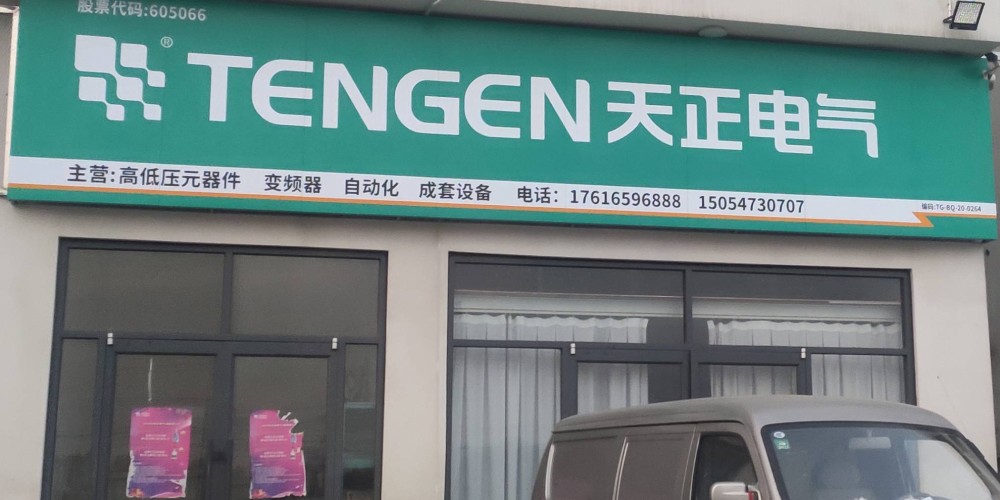 股票代码:605066
® TENGEN 天正电气
主营:高低压元器件 变频器 自动化 成套设备 电话: 17616596888 15054730707
编码:TG-BQ-20-0264